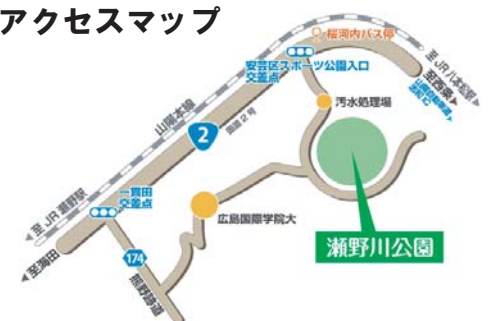 アクセスマップ
桜河内バス停
至JR八本松駅
安芸区スポーツ公園入口
交差点
至西条
汚水処理場
山陽本線
国道2号
2
一貫田
交差点
至JR瀬野駅
広島国際学院大
瀬野川公園
至海田
174